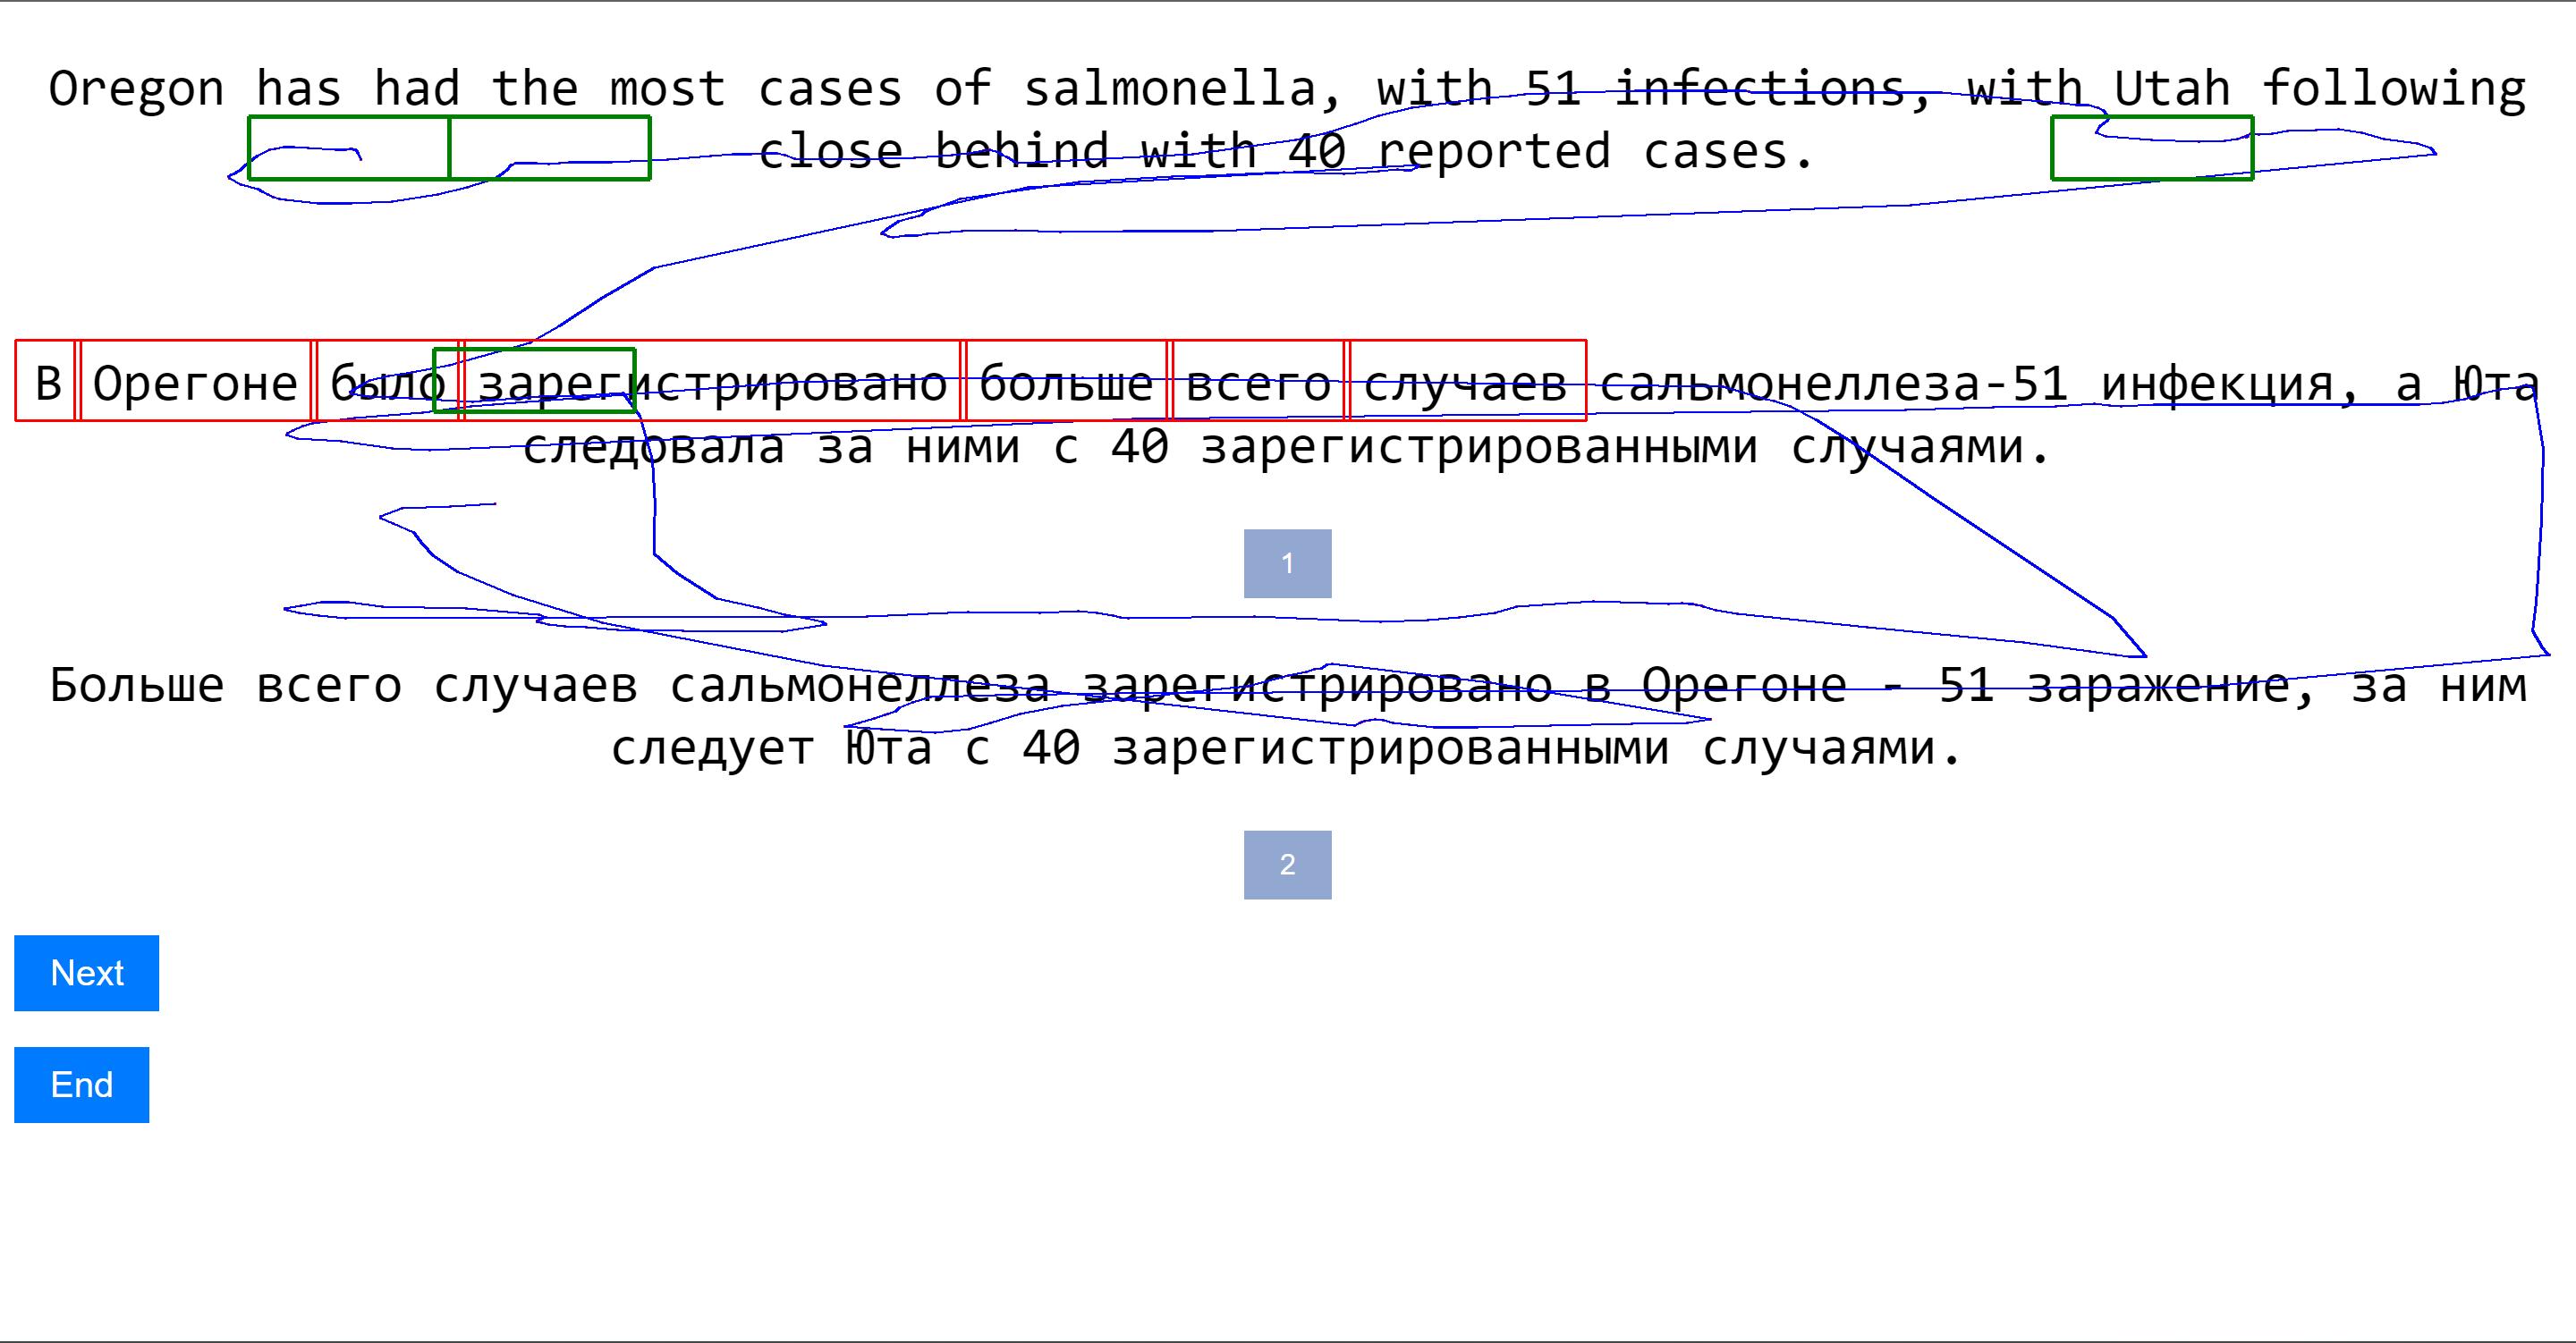 Oregon has had the most cases of salmonella, with 51 infections, with Utah following
close behind with 40 reported cases.
В Орегоне было зарегистрировано больше всего случаев сальмонеллеза-51 инфекция, а Юта
следовала за ними с 40 зарегистрированными случаями.
1
Больше всего случаев сальмонеллеза зарегистрировано в Орегоне - 51 заражение, за ним
следует Юта с 40 зарегистрированными случаями.
2
Next
End